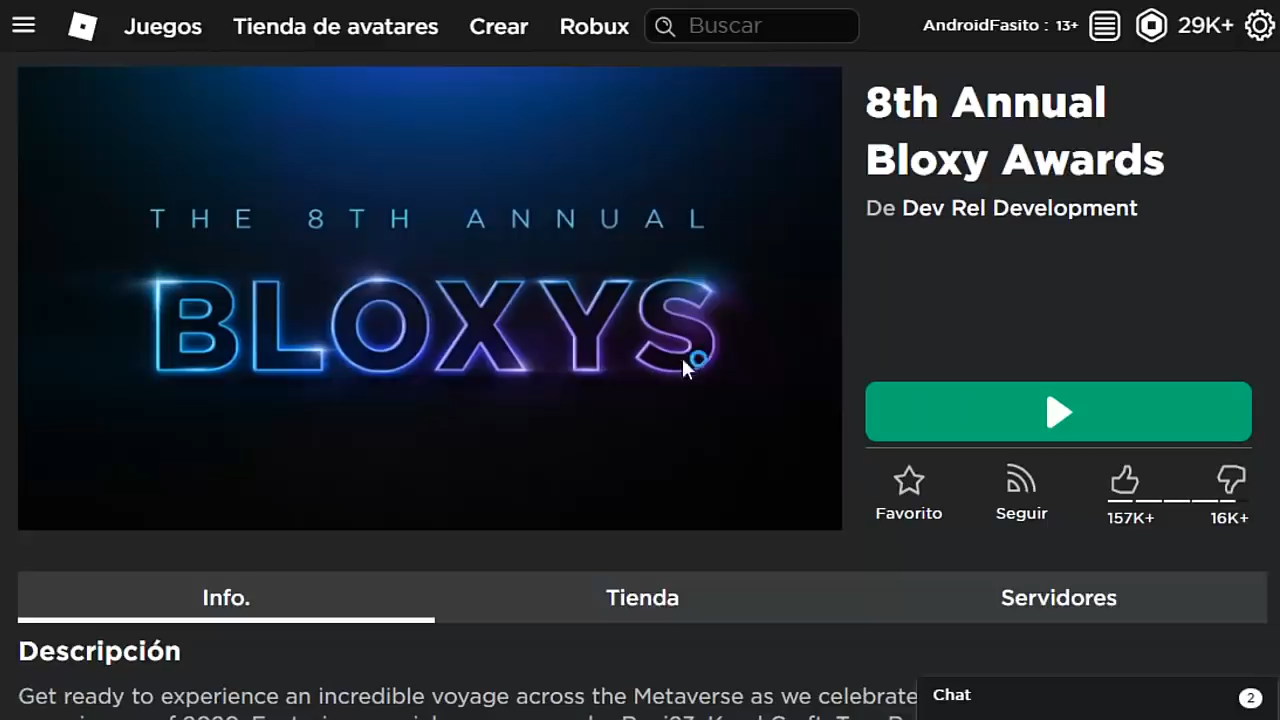 Juegos Tienda de avatares Crear Robux Buscar AndroidFasito : 13+ 29K+
8th Annual
Bloxy Awards
De Dev Rel Development
THE 8TH ANNUAL
BLOXYS
Favorito Seguir 157K+ 16K+
Info. Tienda Servidores
Descripción
Get ready to experience an incredible voyage across the Metaverse as we celebrate
Chat 2